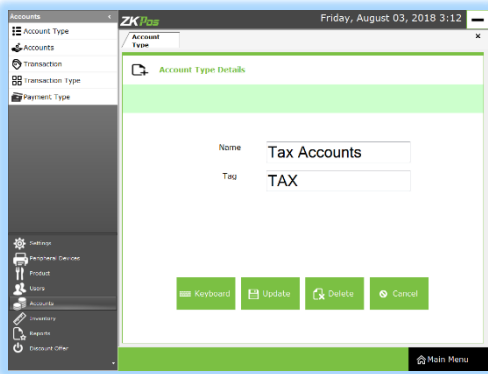 Accounts
Account Type
Accounts
Transaction
Transaction Type
Payment Type
Settings
Peripheral Devices
Product
Users
Accounts
Inventory
Reports
Discount Offer
ZKPos
Friday, August 03, 2018 3:12
Account
Type
x
Account Type Details
Name
Tax Accounts
Tag
TAX
Keyboard
Update
Delete
Cancel
Main Menu